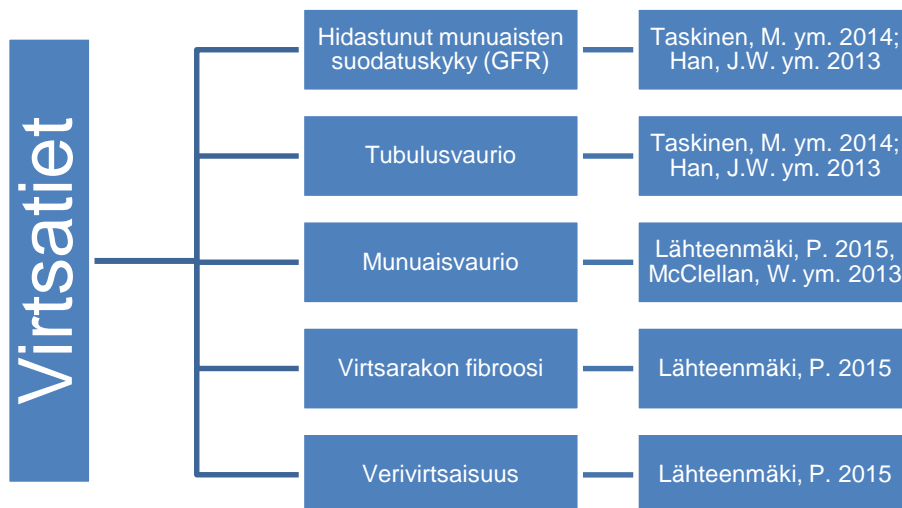 Virtsatiet
Hidastunut munuaisten
suodatuskyky (GFR)
Taskinen, M. ym. 2014;
Han, J.W. ym. 2013
Tubulusvaurio
Taskinen, M. ym. 2014;
Han, J.W. ym. 2013
Munuaisvaurio
Lähteenmäki, P. 2015,
McClellan, W. ym. 2013
Virtsarakon fibroosi
Lähteenmäki, P. 2015
Verivirtsaisuus
Lähteenmäki, P. 2015